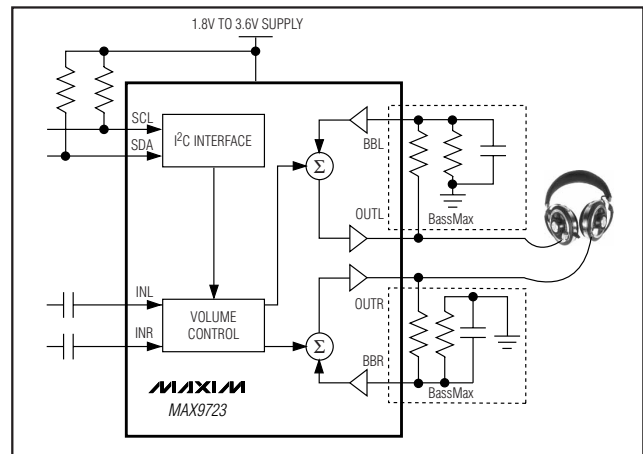 1.8V TO 3.6V SUPPLY
SCL
SDA
I²C INTERFACE
BBL
Σ
OUTL
BassMax
INL
INR
VOLUME
CONTROL
OUTR
Σ
BBR
BassMax
MAXIM
MAX9723